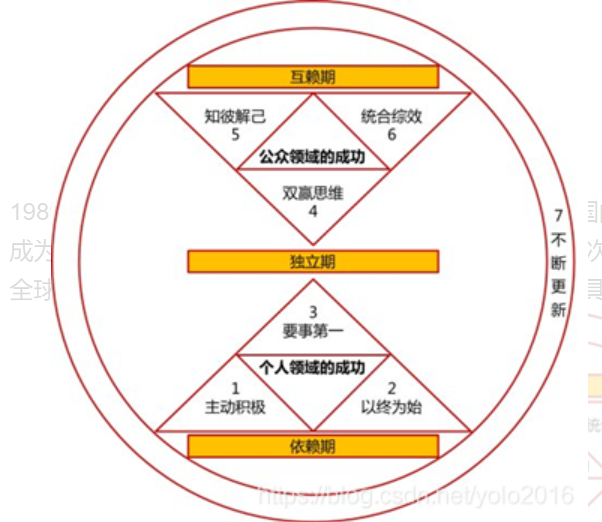 互赖期
知彼解己
5
统合综效
6
公众领域的成功
双赢思维
4
198
成为
全球
独立期
7
不
断
更
新
3
要事第一
个人领域的成功
1
主动积极
2
以终为始
依赖期
https://blog.csdn.net/yolo2016